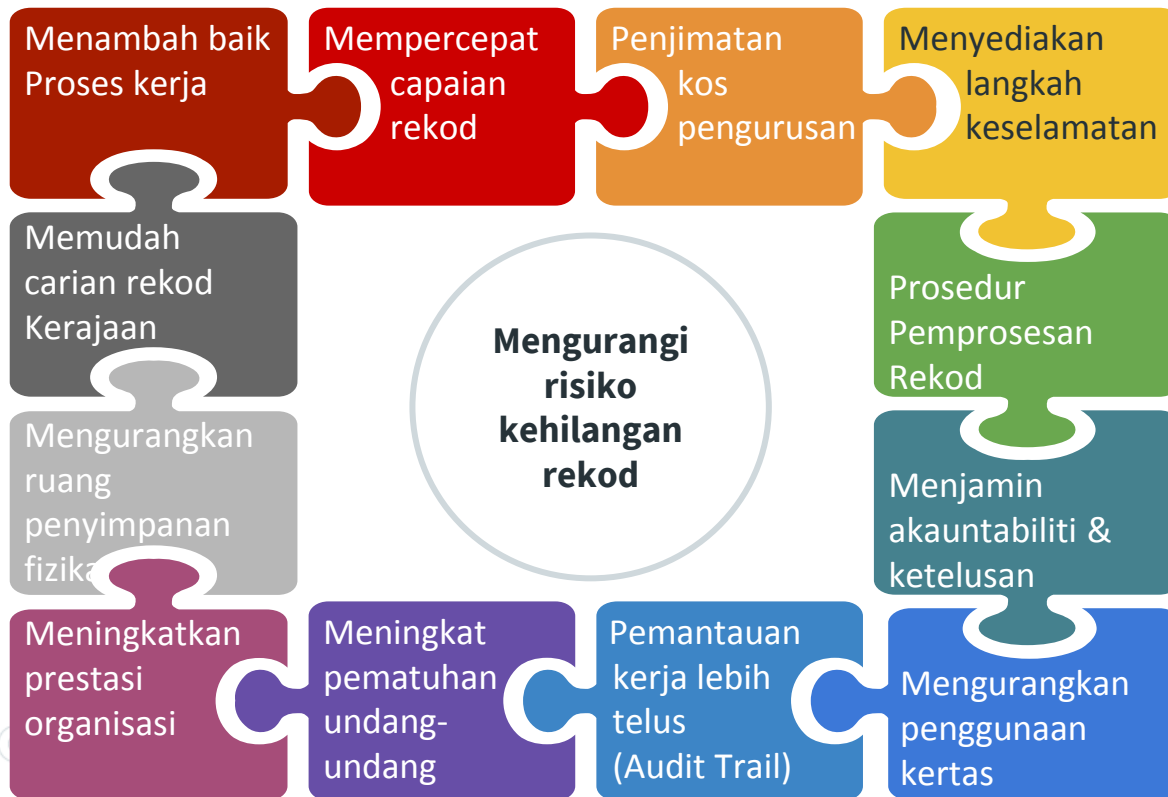 Menambah baik
Proses kerja
Mempercepat
capaian
rekod
Penjimatan
kos
pengurusan
Menyediakan
langkah
keselamatan
Memudah
carian rekod
Kerajaan
Mengurangi
risiko
kehilangan
rekod
Prosedur
Pemprosesan
Rekod
Mengurangkan
ruang
penyimpanan
fizika
Menjamin
akauntabiliti &
ketelusan
Meningkatkan
prestasi
organisasi
Meningkat
pematuhan
undang-
undang
Pemantauan
kerja lebih
telus
(Audit Trail)
Mengurangkan
penggunaan
kertas